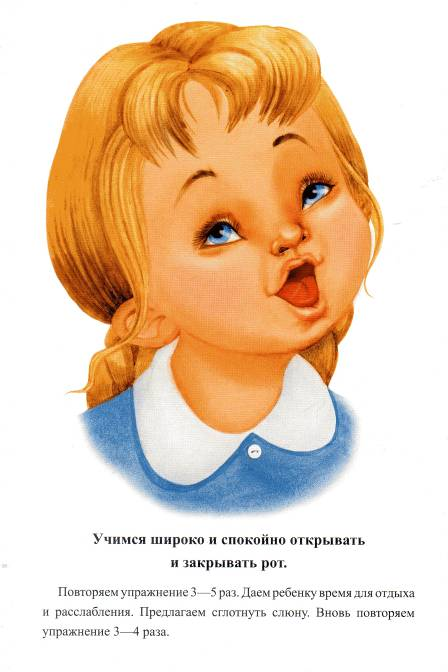 Учимся широко и спокойно открывать
и закрывать рот.
Повторяем упражнение 3—5 раз. Даем ребенку время для отдыха
и расслабления. Предлагаем сглотнуть слюну. Вновь повторяем
упражнение 3—4 раза.